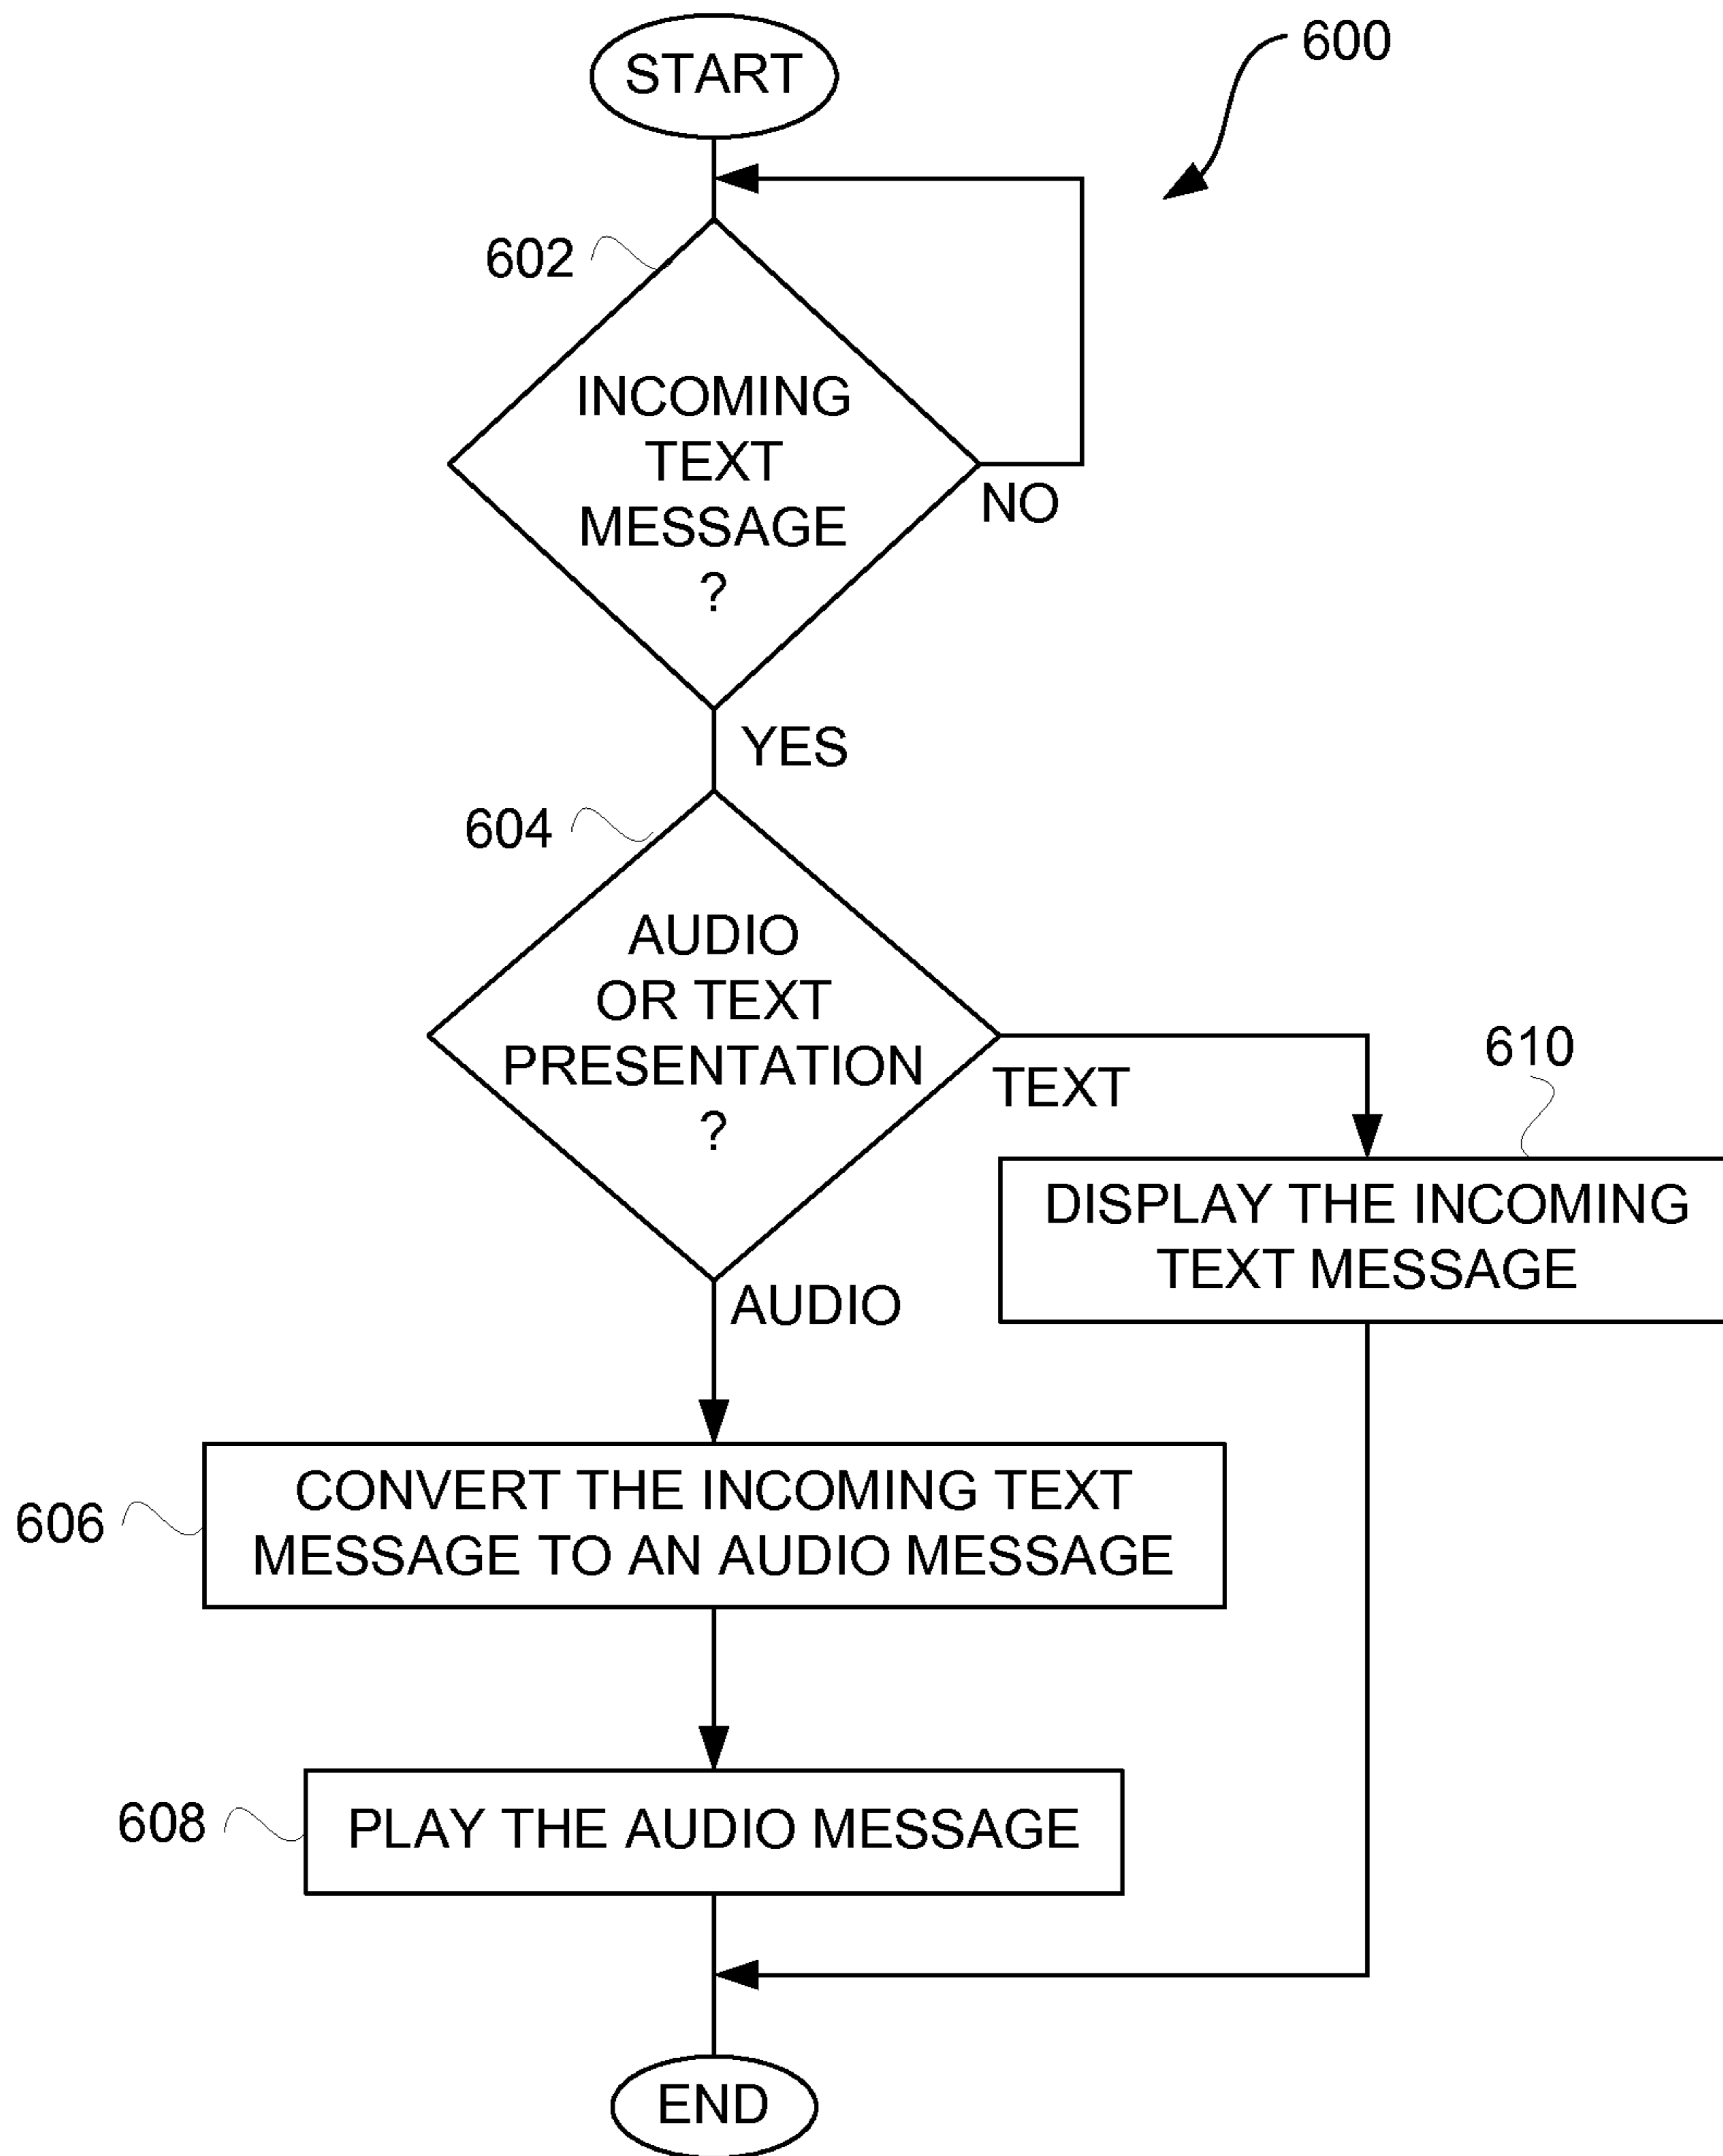 START
600
602
INCOMING
TEXT
MESSAGE
?
NO
YES
604
AUDIO
OR TEXT
PRESENTATION
?
TEXT
610
DISPLAY THE INCOMING
TEXT MESSAGE
AUDIO
606
CONVERT THE INCOMING TEXT
MESSAGE TO AN AUDIO MESSAGE
608
PLAY THE AUDIO MESSAGE
END